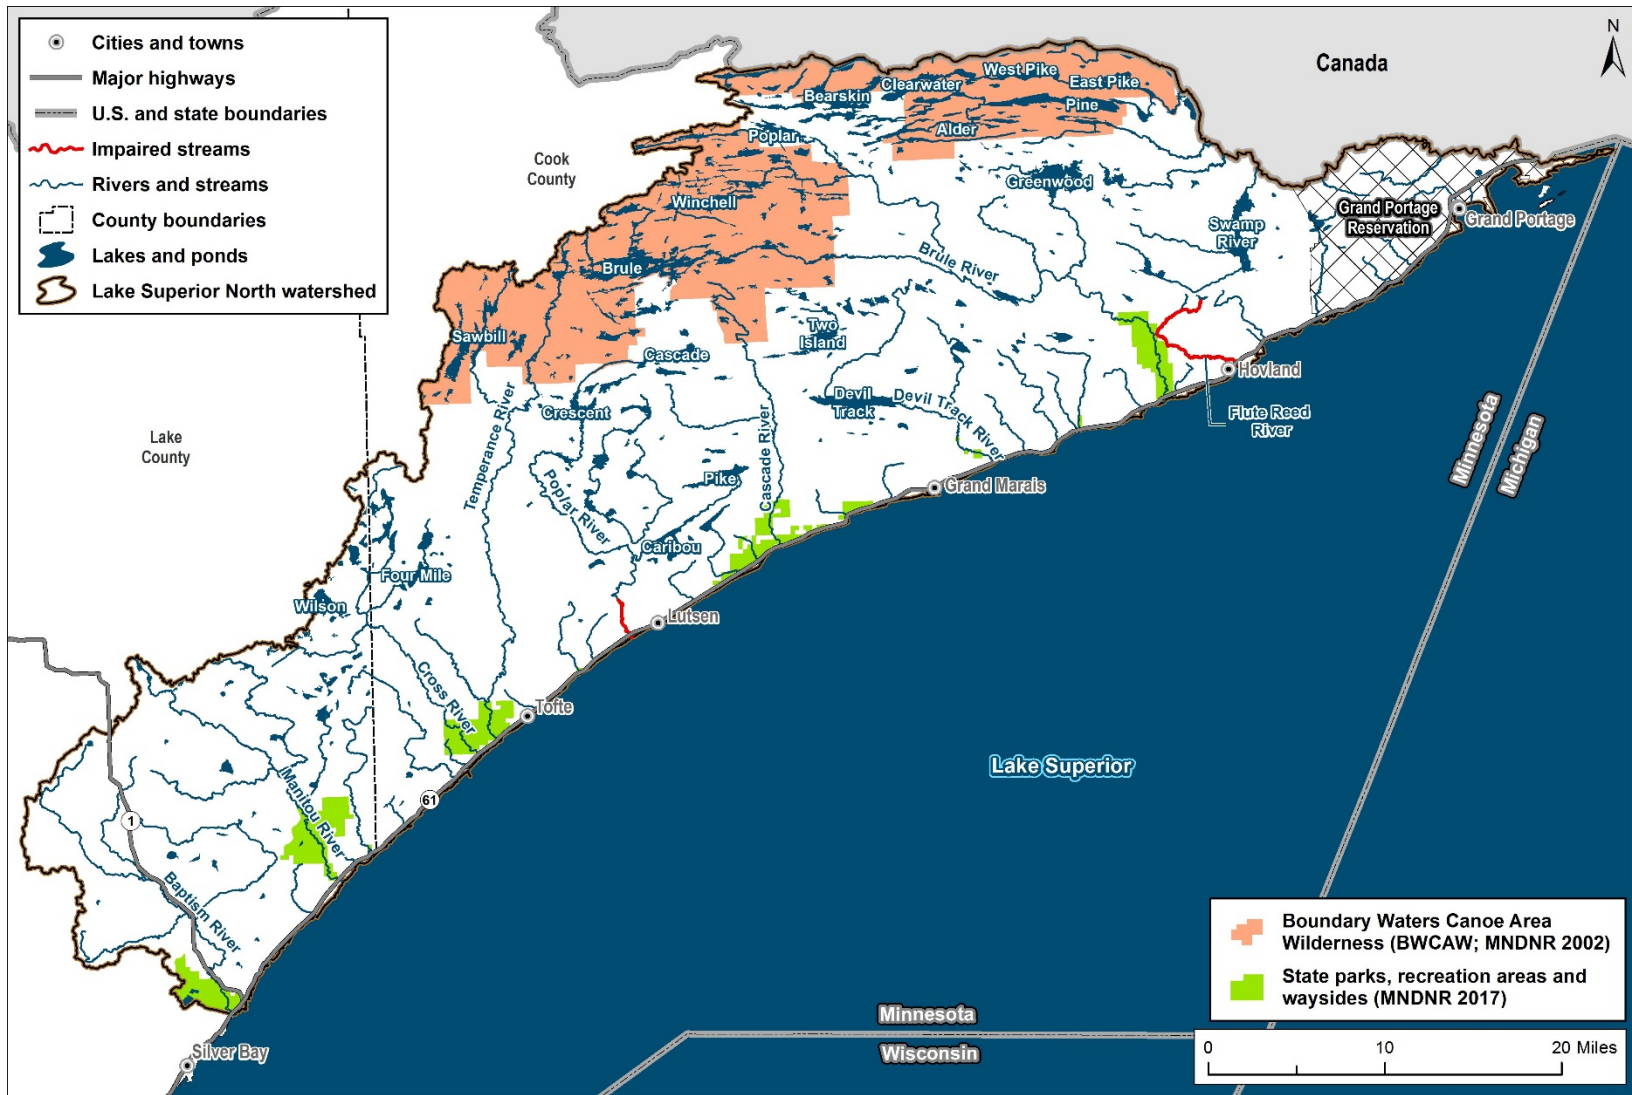 Cities and towns
Major highways
U.S. and state boundaries
Impaired streams
Rivers and streams
County boundaries
Lakes and ponds
Lake Superior North watershed
N
Canada
West Pike
Clearwater
East Pike
Bearskin
Pine
Alder
Poplar
Cook
County
Greenwood
Winchell
Grand Portage
Reservation
Grand Portage
Swamp
River
Brule River
Brule
Sawbill
Two
Island
Cascade
Hovland
Devil
Track
Devil Track River
Crescent
Flute Reed
River
Minnesota
Michigan
Lake
County
Temperance River
Cascade River
Pike
Poplar River
Grand Marais
Caribou
Four Mile
Wilson
Lutsen
Cross River
Tofte
Lake Superior
Manitou River
61
1
Baptism River
Silver Bay
Minnesota
Wisconsin
Boundary Waters Canoe Area
Wilderness (BWCAW; MNDNR 2002)
State parks, recreation areas and
waysides (MNDNR 2017)
0 10 20 Miles